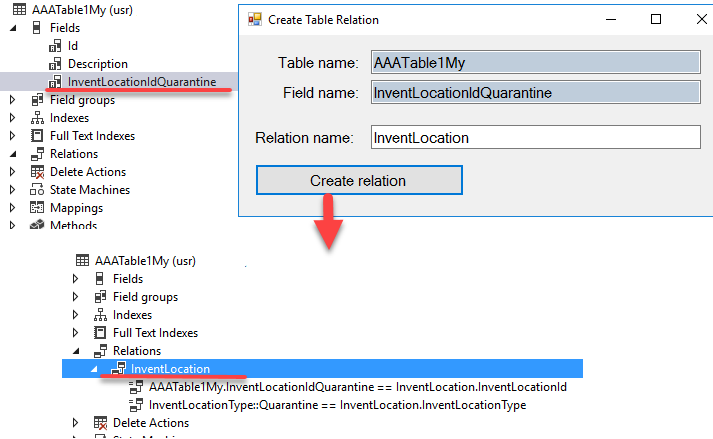 AAATable1My (usr)
Fields
Id
Description
InventLocationIdQuarantine
Field groups
Indexes
Full Text Indexes
Relations
Delete Actions
State Machines
Mappings
Methods
Create Table Relation
Table name: AAATable1My
Field name: InventLocationIdQuarantine
Relation name: InventLocation
Create relation
AAATable1My (usr)
Fields
Field groups
Indexes
Full Text Indexes
Relations
InventLocation
AAATable1My.InventLocationIdQuarantine == InventLocation.InventLocationId
InventLocationType::Quarantine == InventLocation.InventLocationType
Delete Actions
State Machines